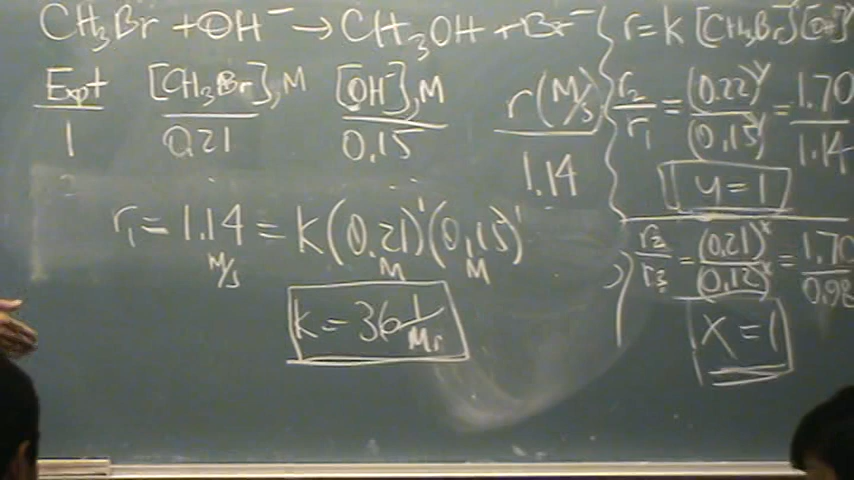 CH₃Br + OH⁻ → CH₃OH + Br⁻
Expt [CH₃Br], M [OH⁻], M r (M/s)
1 0.21 0.15 1.14
r₁ = 1.14 M/s = k(0.21 M)¹(0.15 M)¹
k = 36 1/M·s
r = k [CH₃Br]ˣ[OH⁻]ʸ
r₂/r₁ = (0.22)ʸ/(0.15)ʸ = 1.70/1.14
y = 1
r₂/r₃ = (0.21)ˣ/(0.12)ˣ = 1.70/0.98
x = 1